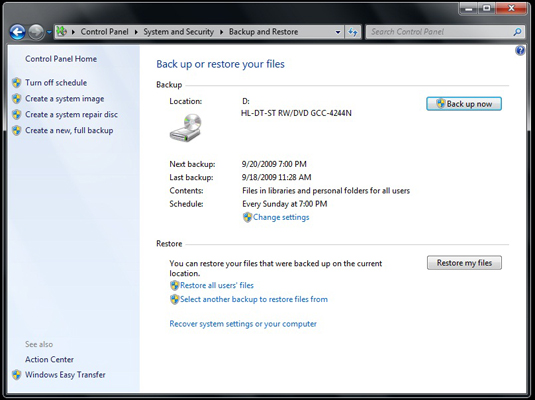 Control Panel ▸ System and Security ▸ Backup and Restore
Search Control Panel
Control Panel Home
Turn off schedule
Create a system image
Create a system repair disc
Create a new, full backup
Back up or restore your files
Backup
Location: D:
HL-DT-ST RW/DVD GCC-4244N
Back up now
Next backup: 9/20/2009 7:00 PM
Last backup: 9/18/2009 11:28 AM
Contents: Files in libraries and personal folders for all users
Schedule: Every Sunday at 7:00 PM
Change settings
Restore
You can restore your files that were backed up on the current
location.
Restore my files
Restore all users' files
Select another backup to restore files from
Recover system settings or your computer
See also
Action Center
Windows Easy Transfer